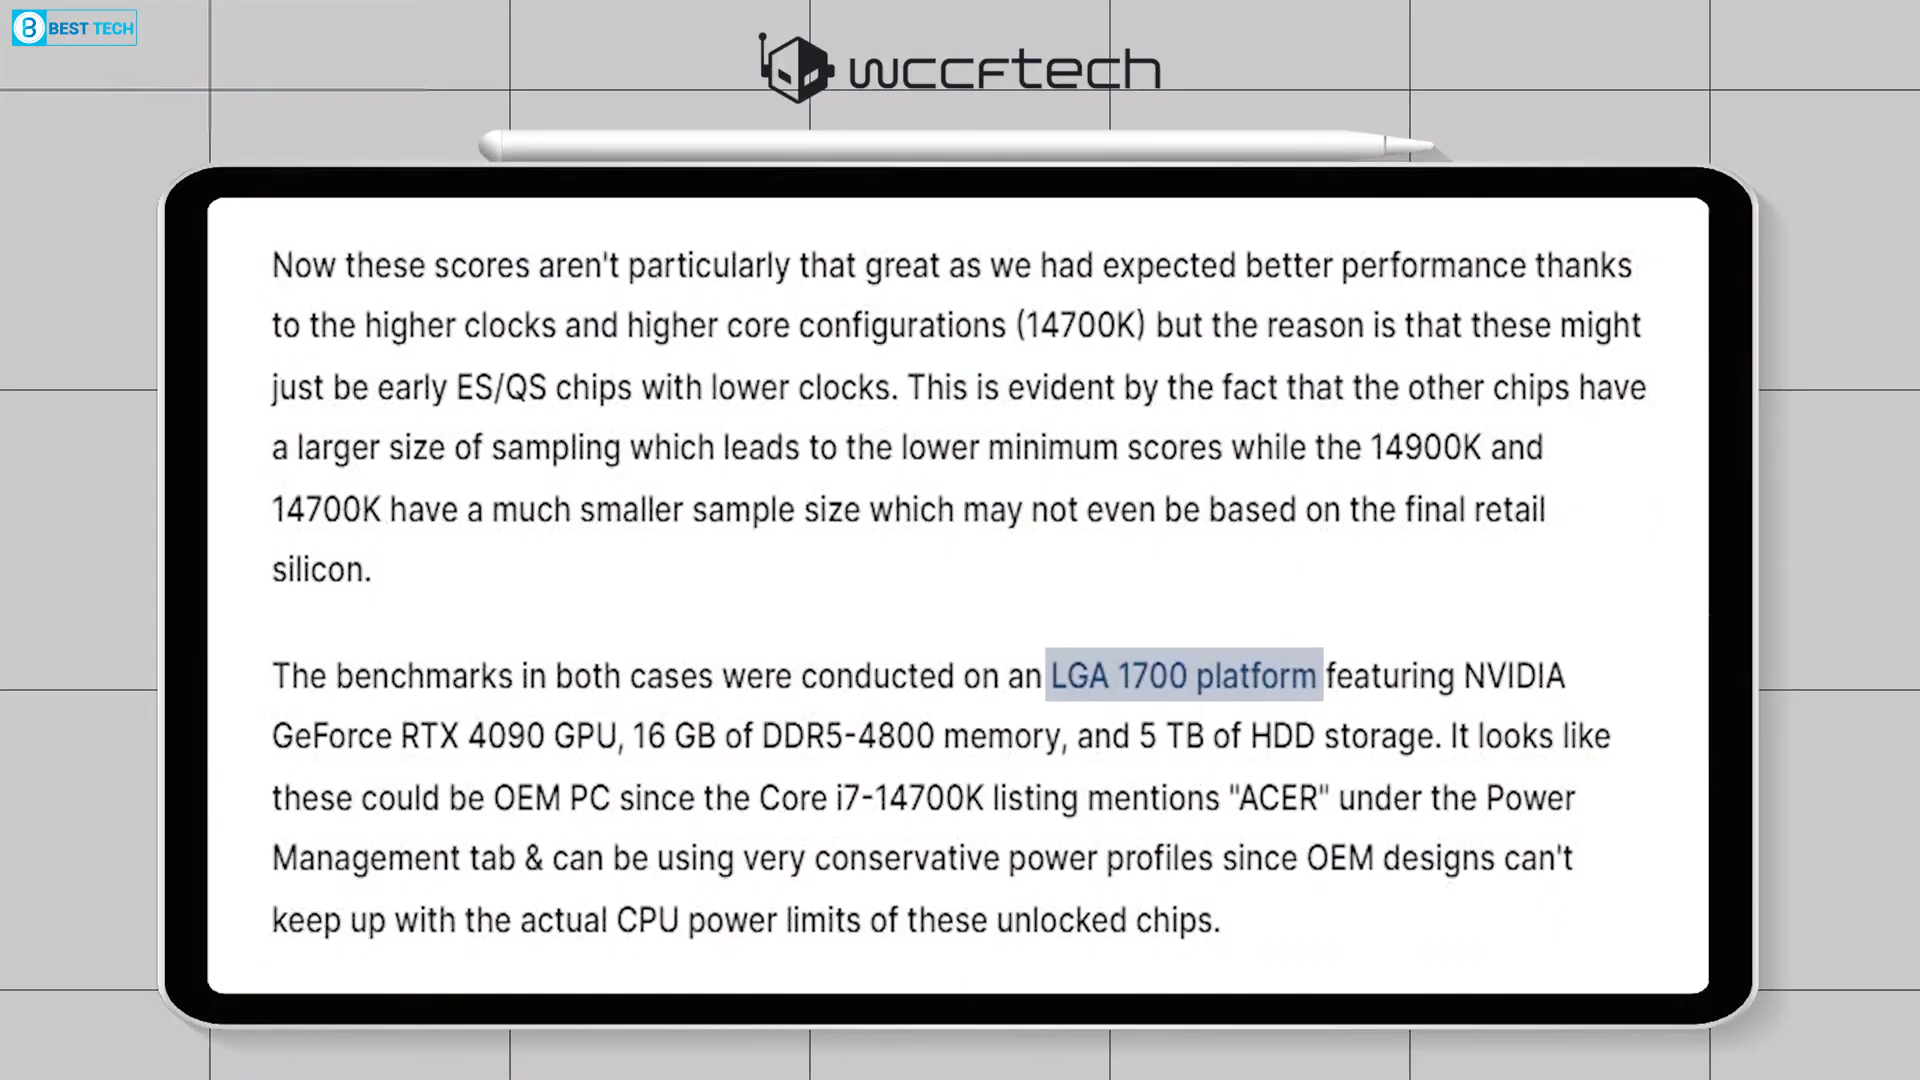 BEST TECH
wccftech
Now these scores aren't particularly that great as we had expected better performance thanks
to the higher clocks and higher core configurations (14700K) but the reason is that these might
just be early ES/QS chips with lower clocks. This is evident by the fact that the other chips have
a larger size of sampling which leads to the lower minimum scores while the 14900K and
14700K have a much smaller sample size which may not even be based on the final retail
silicon.
The benchmarks in both cases were conducted on an LGA 1700 platform featuring NVIDIA
GeForce RTX 4090 GPU, 16 GB of DDR5-4800 memory, and 5 TB of HDD storage. It looks like
these could be OEM PC since the Core i7-14700K listing mentions "ACER" under the Power
Management tab & can be using very conservative power profiles since OEM designs can't
keep up with the actual CPU power limits of these unlocked chips.